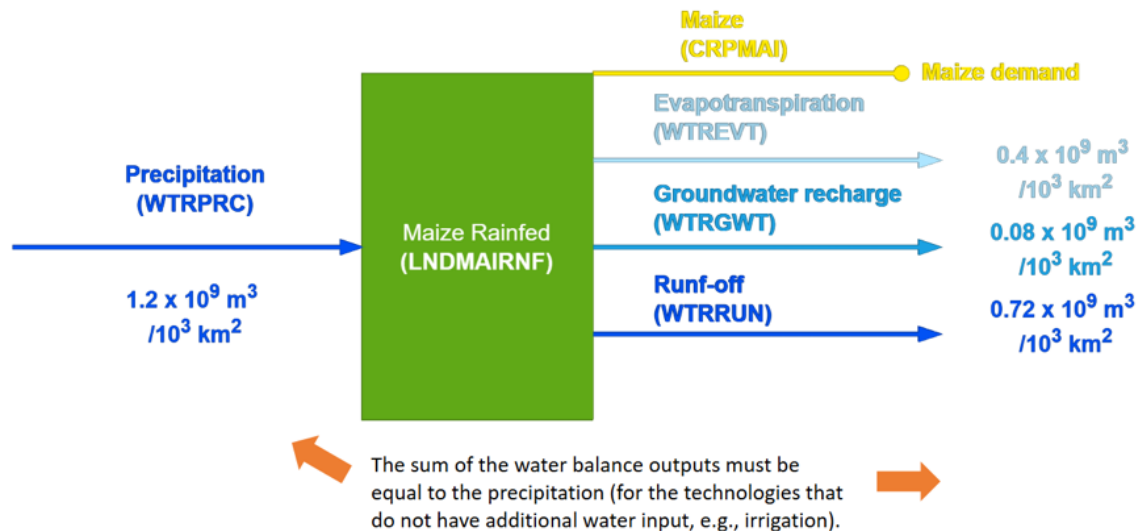 Maize
(CRPMAI)
Maize demand
Evapotranspiration
(WTREVT)
0.4 x 10⁹ m³
/10³ km²
Precipitation
(WTRPRC)
Groundwater recharge
(WTRGWT)
0.08 x 10⁹ m³
/10³ km²
Maize Rainfed
(LNDMAIRNF)
1.2 x 10⁹ m³
/10³ km²
Runf-off
(WTRRUN)
0.72 x 10⁹ m³
/10³ km²
The sum of the water balance outputs must be
equal to the precipitation (for the technologies that
do not have additional water input, e.g., irrigation).